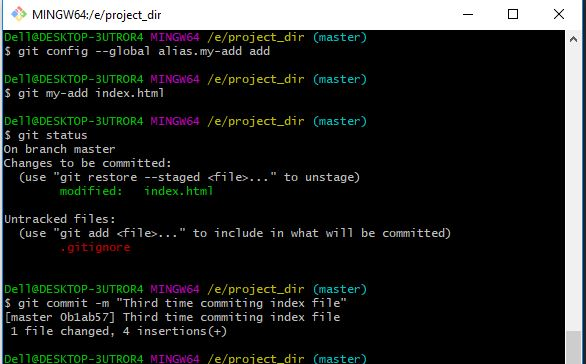 MINGW64:/e/project_dir
Dell@DESKTOP-3UTROR4 MINGW64 /e/project_dir (master)
$ git config --global alias.my-add add
Dell@DESKTOP-3UTROR4 MINGW64 /e/project_dir (master)
$ git my-add index.html
Dell@DESKTOP-3UTROR4 MINGW64 /e/project_dir (master)
$ git status
On branch master
Changes to be committed:
  (use "git restore --staged <file>..." to unstage)
        modified:   index.html
Untracked files:
  (use "git add <file>..." to include in what will be committed)
        .gitignore
Dell@DESKTOP-3UTROR4 MINGW64 /e/project_dir (master)
$ git commit -m "Third time commiting index file"
[master 0b1ab57] Third time commiting index file
 1 file changed, 4 insertions(+)
Dell@DESKTOP-3UTROR4 MINGW64 /e/project_dir (master)